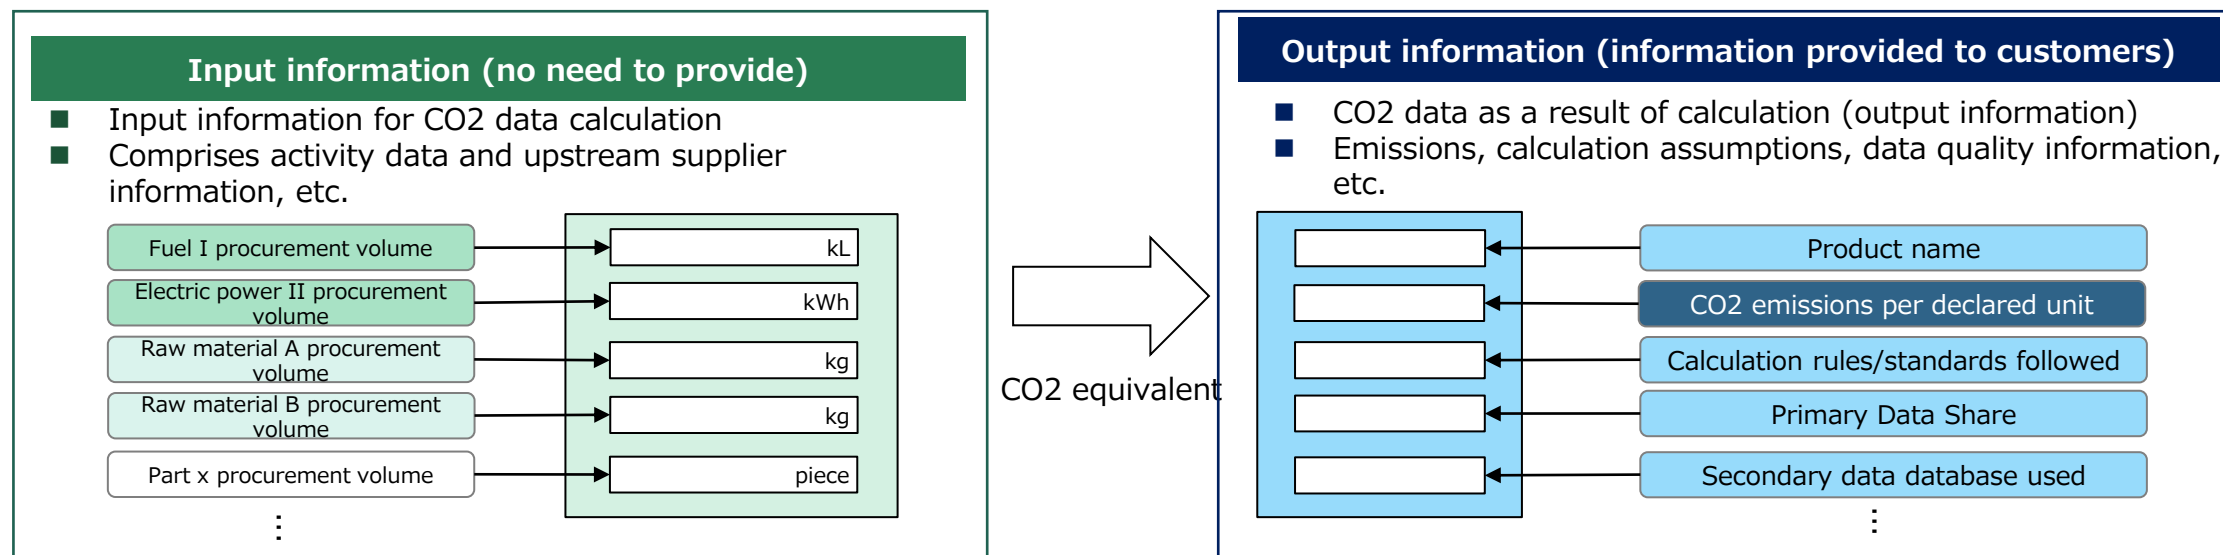 Input information (no need to provide)
■ Input information for CO2 data calculation
■ Comprises activity data and upstream supplier
information, etc.
Fuel I procurement volume
kL
Electric power II procurement
volume
kWh
Raw material A procurement
volume
kg
Raw material B procurement
volume
kg
Part x procurement volume
piece
⋮
CO2 equivalent
Output information (information provided to customers)
■ CO2 data as a result of calculation (output information)
■ Emissions, calculation assumptions, data quality information,
etc.
Product name
CO2 emissions per declared unit
Calculation rules/standards followed
Primary Data Share
Secondary data database used
⋮